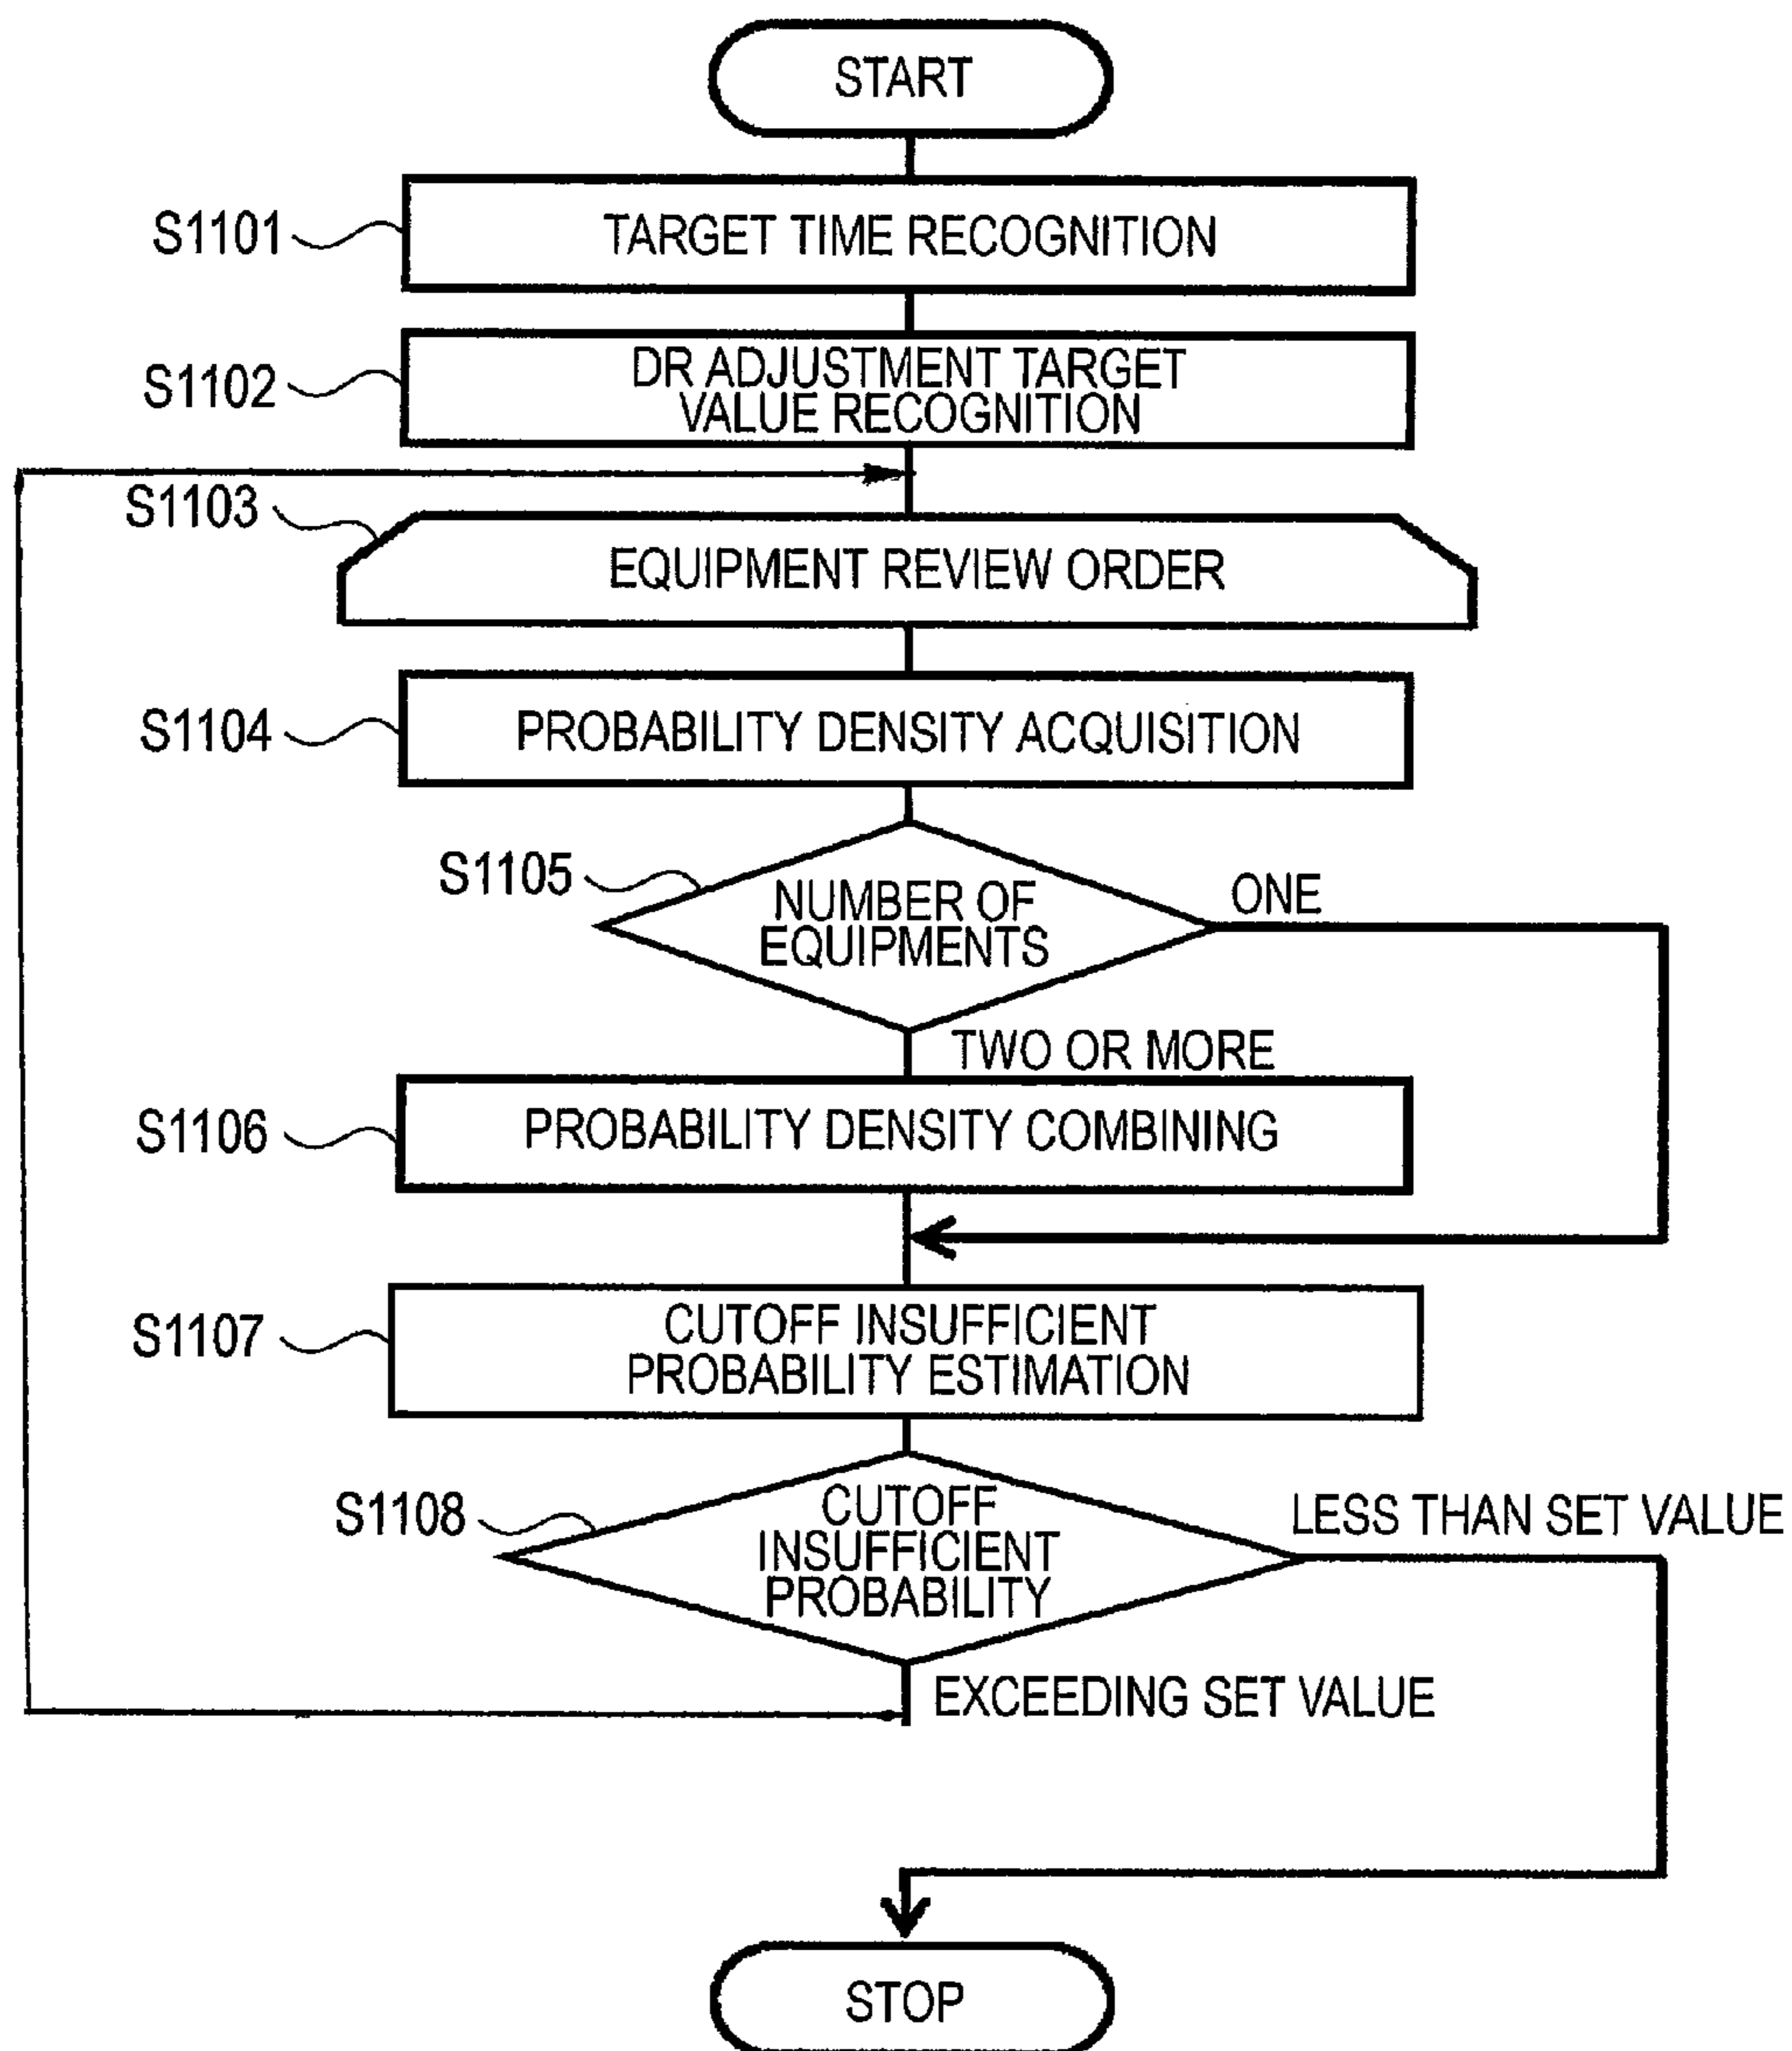 START
S1101
TARGET TIME RECOGNITION
S1102
DR ADJUSTMENT TARGET
VALUE RECOGNITION
S1103
EQUIPMENT REVIEW ORDER
S1104
PROBABILITY DENSITY ACQUISITION
S1105
NUMBER OF
EQUIPMENTS
ONE
TWO OR MORE
S1106
PROBABILITY DENSITY COMBINING
S1107
CUTOFF INSUFFICIENT
PROBABILITY ESTIMATION
S1108
CUTOFF
INSUFFICIENT
PROBABILITY
LESS THAN SET VALUE
EXCEEDING SET VALUE
STOP